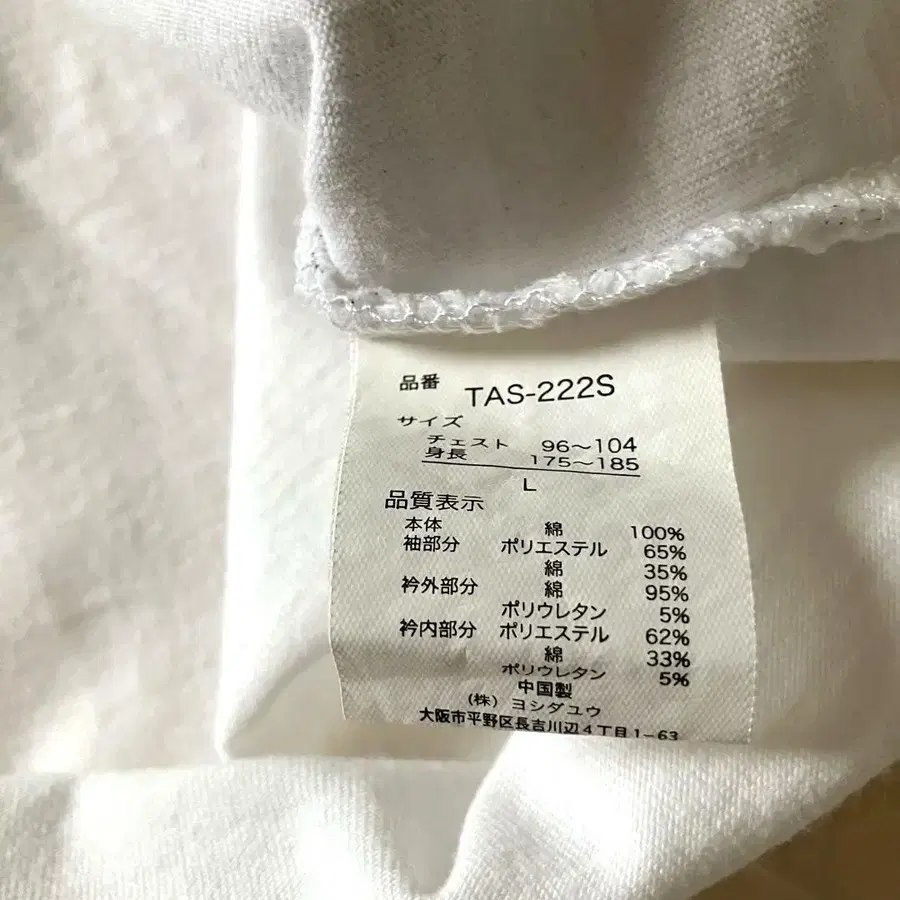 品番 TAS-222S
サイズ
チェスト 96～104
身長 175～185
L
品質表示
本体 綿 100%
袖部分 ポリエステル 65%
綿 35%
衿外部分 綿 95%
ポリウレタン 5%
衿内部分 ポリエステル 62%
綿 33%
ポリウレタン 5%
中国製
(株) ヨシダユウ
大阪市平野区長吉川辺4丁目1-63